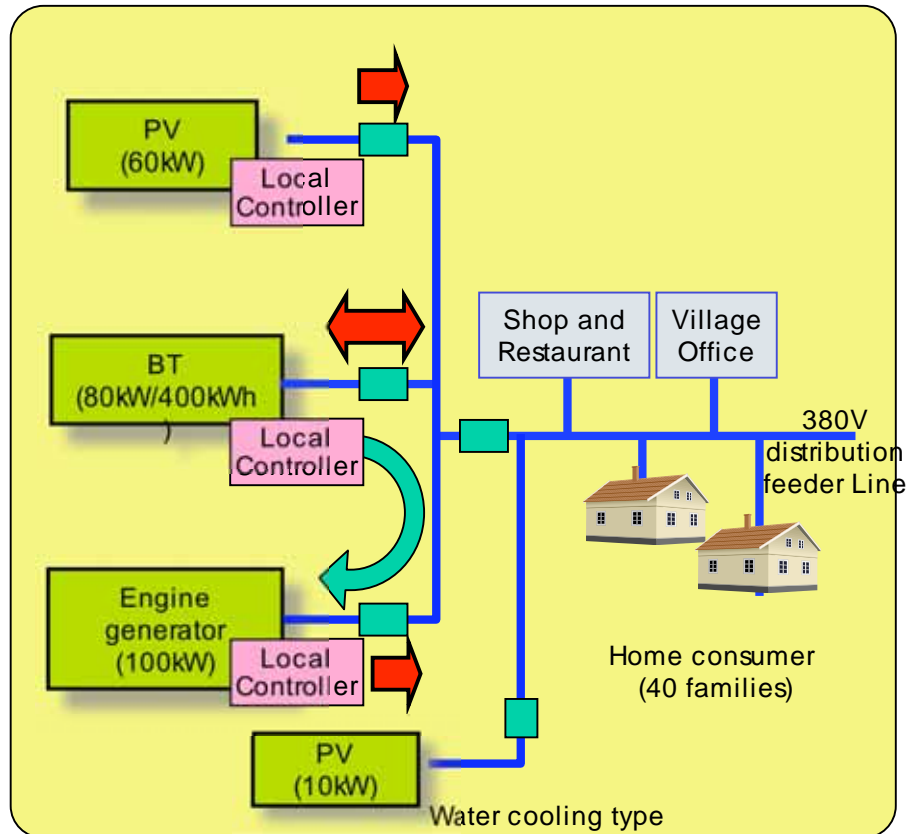 PV
(60kW)
Local
Controller
BT
(80kW/400kWh
)
Local
Controller
Engine
generator
(100kW)
Local
Controller
PV
(10kW)
Water cooling type
Shop and
Restaurant
Village
Office
380V
distribution
feeder Line
Home consumer
(40 families)